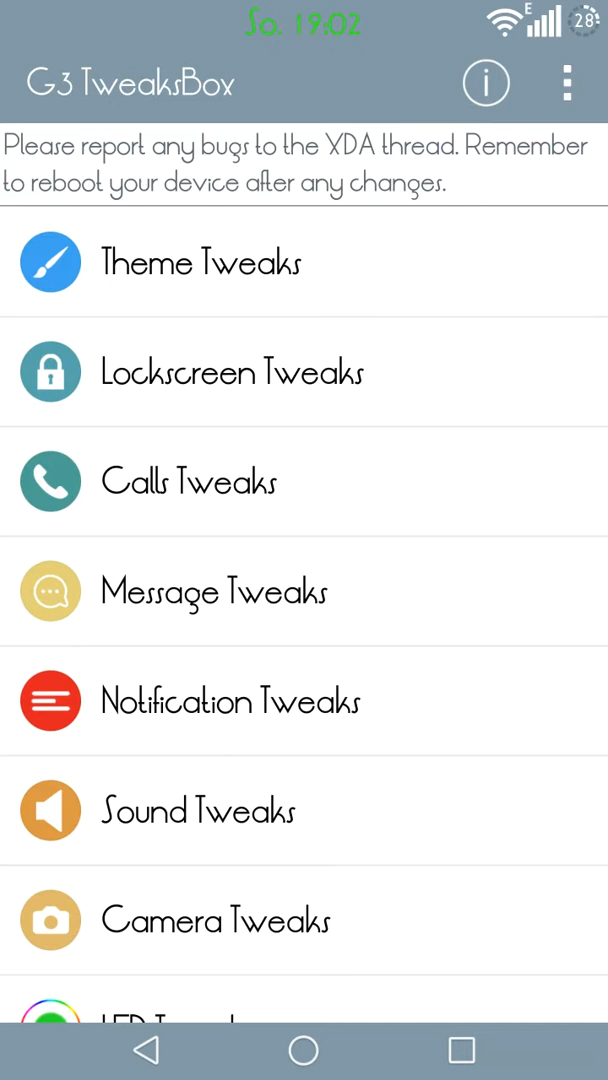 So. 19:02
E
28
G3 TweaksBox
Please report any bugs to the XDA thread. Remember
to reboot your device after any changes.
Theme Tweaks
Lockscreen Tweaks
Calls Tweaks
Message Tweaks
Notification Tweaks
Sound Tweaks
Camera Tweaks